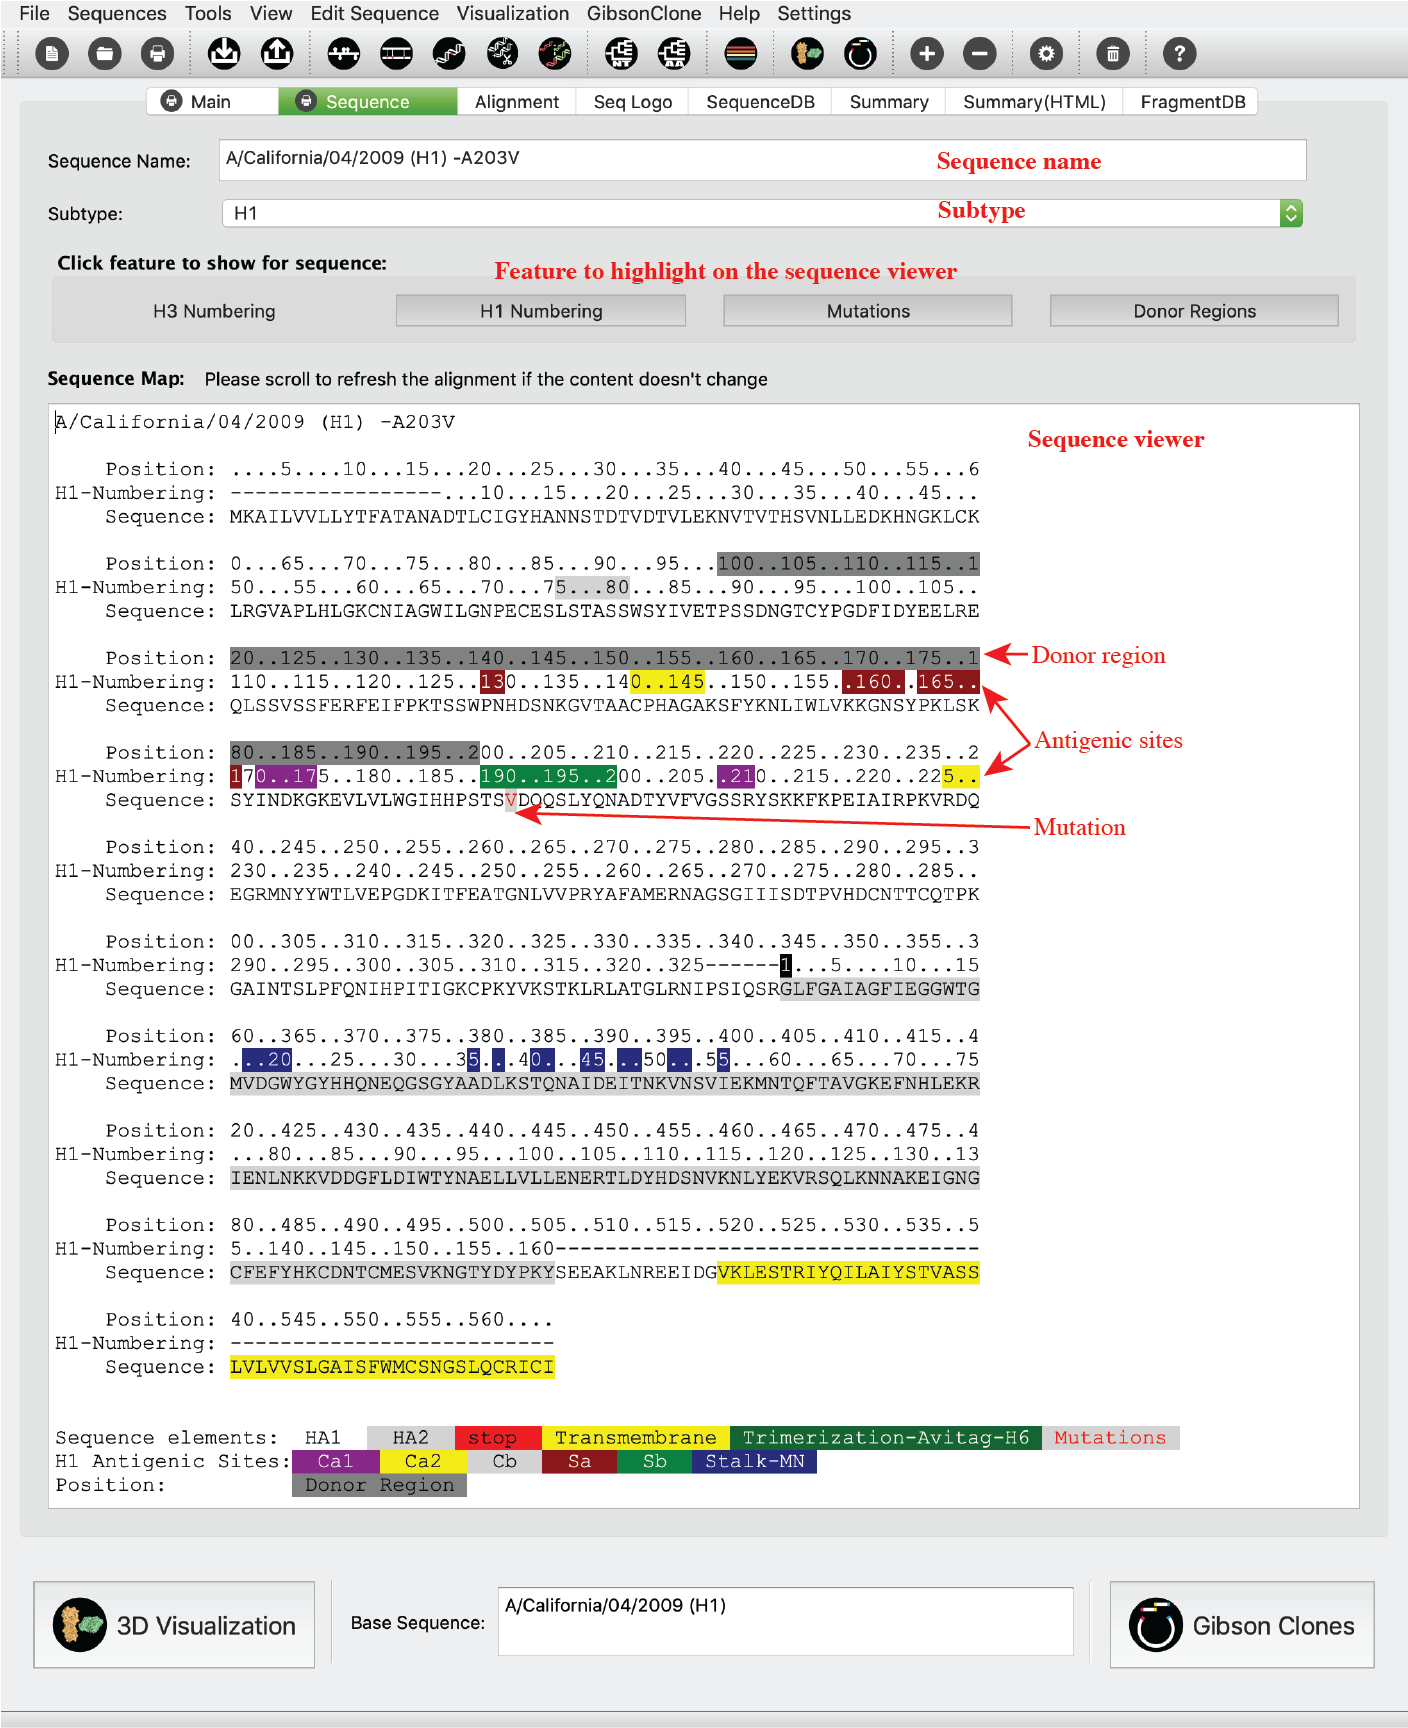 File Sequences Tools View Edit Sequence Visualization GibsonClone Help Settings
NT AA ?
Main Sequence Alignment Seq Logo SequenceDB Summary Summary(HTML) FragmentDB
Sequence Name: A/California/04/2009 (H1) -A203V Sequence name
Subtype: H1 Subtype
Click feature to show for sequence:
Feature to highlight on the sequence viewer
H3 Numbering H1 Numbering Mutations Donor Regions
Sequence Map: Please scroll to refresh the alignment if the content doesn't change
A/California/04/2009 (H1) -A203V
Sequence viewer
Position: ....5....10...15...20...25...30...35...40...45...50...55...6
H1-Numbering: -----------------...10...15...20...25...30...35...40...45...
Sequence: MKAILVVLLYTFATANADTLCIGYHANNSTDTVDTVLEKNVTVTHSVNLLEDKHNGKLCK
Position: 0...65...70...75...80...85...90...95...100..105..110..115..1
H1-Numbering: 50...55...60...65...70...75...80...85...90...95...100..105..
Sequence: LRGVAPLHLGKCNIAGWILGNPECESLSTASSWSYIVETPSSDNGTCYPGDFIDYEELRE
Position: 20..125..130..135..140..145..150..155..160..165..170..175..1
Donor region
H1-Numbering: 110..115..120..125..130..135..140..145..150..155..160..165..
Sequence: QLSSVSSFERFEIFPKTSSWPNHDSNKGVTAACPHAGAKSFYKNLIWLVKKGNSYPKLSK
Antigenic sites
Position: 80..185..190..195..200..205..210..215..220..225..230..235..2
H1-Numbering: 170..175..180..185..190..195..200..205..210..215..220..225..
Sequence: SYINDKGKEVLVLWGIHHPSTSVDQQSLYQNADTYVFVGSSRYSKKFKPEIAIRPKVRDQ
Mutation
Position: 40..245..250..255..260..265..270..275..280..285..290..295..3
H1-Numbering: 230..235..240..245..250..255..260..265..270..275..280..285..
Sequence: EGRMNYYWTLVEPGDKITFEATGNLVVPRYAFAMERNAGSGIIISDTPVHDCNTTCQTPK
Position: 00..305..310..315..320..325..330..335..340..345..350..355..3
H1-Numbering: 290..295..300..305..310..315..320..325------1...5....10...15
Sequence: GAINTSLPFQNIHPITIGKCPKYVKSTKLRLATGLRNIPSIQSRGLFGAIAGFIEGGWTG
Position: 60..365..370..375..380..385..390..395..400..405..410..415..4
H1-Numbering: ...20...25...30...35...40...45...50...55...60...65...70...75
Sequence: MVDGWYGYHHQNEQGSGYAADLKSTQNAIDEITNKVNSVIEKMNTQFTAVGKEFNHLEKR
Position: 20..425..430..435..440..445..450..455..460..465..470..475..4
H1-Numbering: ...80...85...90...95...100..105..110..115..120..125..130..13
Sequence: IENLNKKVDDGFLDIWTYNAELLVLLENERTLDYHDSNVKNLYEKVRSQLKNNAKEIGNG
Position: 80..485..490..495..500..505..510..515..520..525..530..535..5
H1-Numbering: 5..140..145..150..155..160----------------------------------
Sequence: CFEFYHKCDNTCMESVKNGTYDYPKYSEEAKLNREEIDGVKLESTRIYQILAIYSTVASS
Position: 40..545..550..555..560....
H1-Numbering: --------------------------
Sequence: LVLVVSLGAISFWMCSNGSLQCRICI
Sequence elements: HA1 HA2 stop Transmembrane Trimerization-Avitag-H6 Mutations
H1 Antigenic Sites: Ca1 Ca2 Cb Sa Sb Stalk-MN
Position: Donor Region
3D Visualization Base Sequence: A/California/04/2009 (H1) Gibson Clones